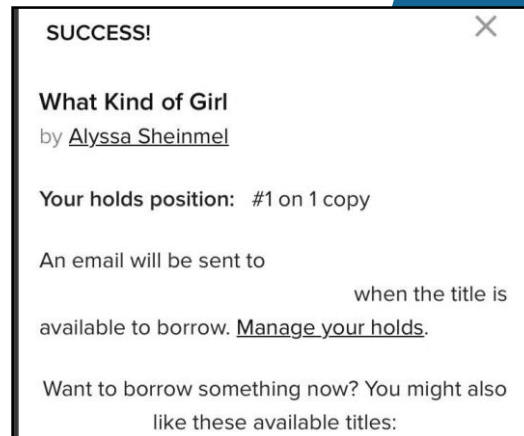 SUCCESS!
What Kind of Girl
by Alyssa Sheinmel
Your holds position: #1 on 1 copy
An email will be sent to
when the title is
available to borrow. Manage your holds.
Want to borrow something now? You might also
like these available titles: